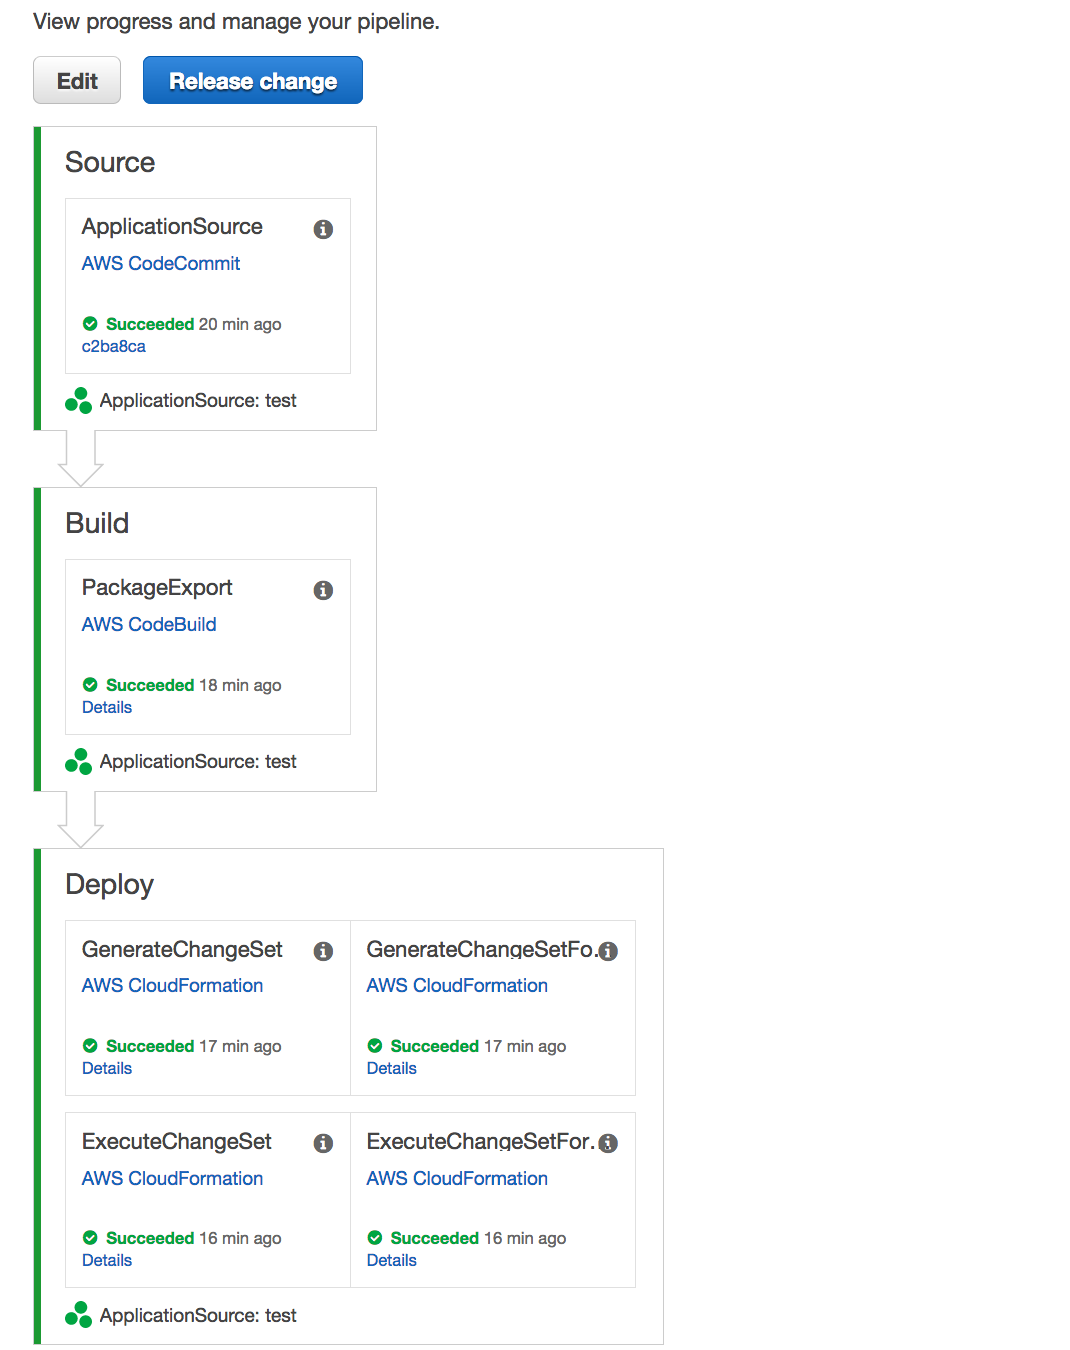 View progress and manage your pipeline.
Edit
Release change
Source
ApplicationSource
AWS CodeCommit
Succeeded 20 min ago
c2ba8ca
ApplicationSource: test
Build
PackageExport
AWS CodeBuild
Succeeded 18 min ago
Details
ApplicationSource: test
Deploy
GenerateChangeSet
AWS CloudFormation
Succeeded 17 min ago
Details
GenerateChangeSetFo..
AWS CloudFormation
Succeeded 17 min ago
Details
ExecuteChangeSet
AWS CloudFormation
Succeeded 16 min ago
Details
ExecuteChangeSetFor..
AWS CloudFormation
Succeeded 16 min ago
Details
ApplicationSource: test